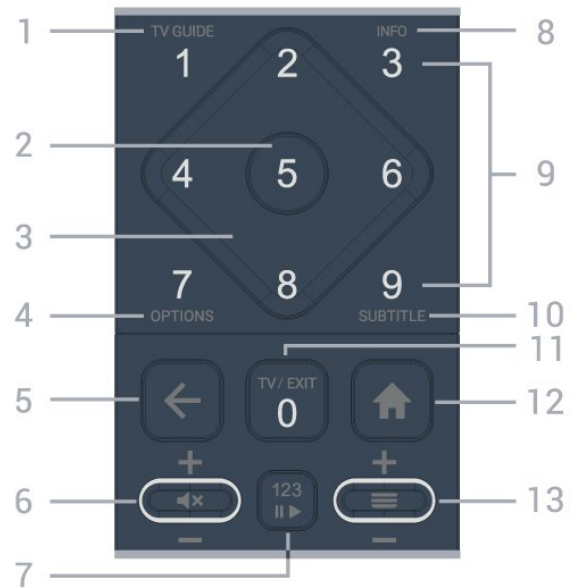 1 TV GUIDE INFO 8
1 2 3
2
4 5 6 9
3
7 8 9
4 OPTIONS SUBTITLE 10
11
TV / EXIT
5 0 12
+ +
6 13
123
- -
7